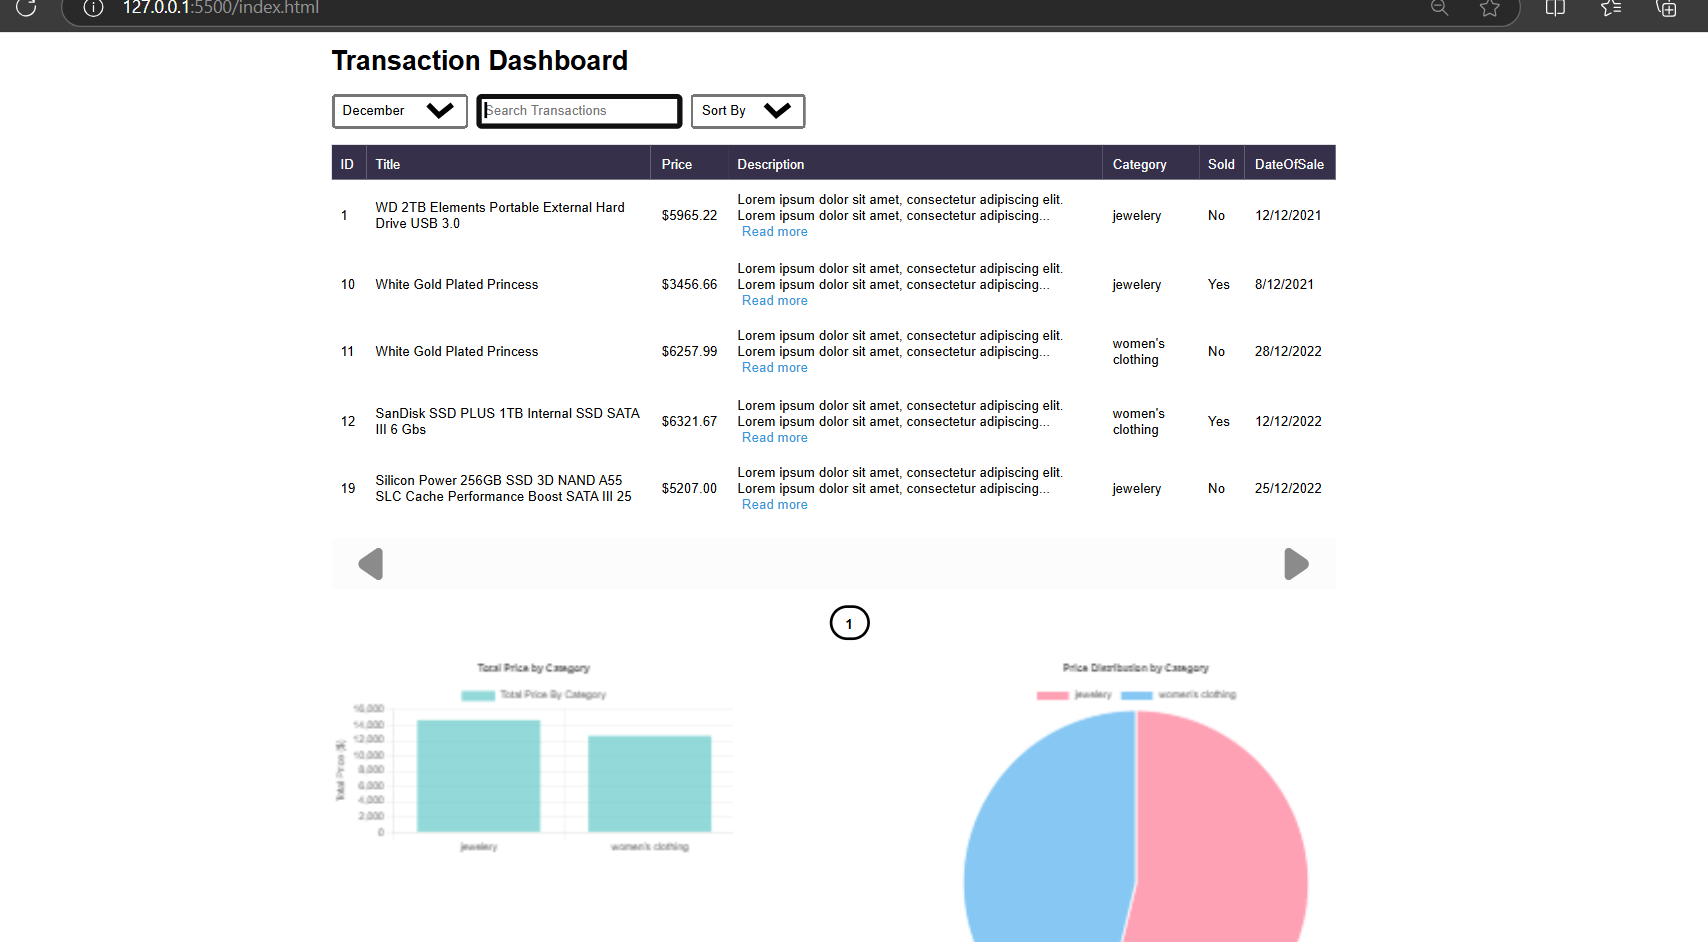 127.0.0.1:5500/index.html
Transaction Dashboard
December
Search Transactions
Sort By
ID Title Price Description Category Sold DateOfSale
1 WD 2TB Elements Portable External Hard Drive USB 3.0 $5965.22 Lorem ipsum dolor sit amet, consectetur adipiscing elit. Lorem ipsum dolor sit amet, consectetur adipiscing... Read more jewelery No 12/12/2021
10 White Gold Plated Princess $3456.66 Lorem ipsum dolor sit amet, consectetur adipiscing elit. Lorem ipsum dolor sit amet, consectetur adipiscing... Read more jewelery Yes 8/12/2021
11 White Gold Plated Princess $6257.99 Lorem ipsum dolor sit amet, consectetur adipiscing elit. Lorem ipsum dolor sit amet, consectetur adipiscing... Read more women's clothing No 28/12/2022
12 SanDisk SSD PLUS 1TB Internal SSD SATA III 6 Gbs $6321.67 Lorem ipsum dolor sit amet, consectetur adipiscing elit. Lorem ipsum dolor sit amet, consectetur adipiscing... Read more women's clothing Yes 12/12/2022
19 Silicon Power 256GB SSD 3D NAND A55 SLC Cache Performance Boost SATA III 25 $5207.00 Lorem ipsum dolor sit amet, consectetur adipiscing elit. Lorem ipsum dolor sit amet, consectetur adipiscing... Read more jewelery No 25/12/2022
1
Total Price by Category
Total Price By Category
Total Price ($)
16,000
14,000
12,000
10,000
8,000
6,000
4,000
2,000
0
jewelery women's clothing
Price Distribution by Category
jewelery women's clothing